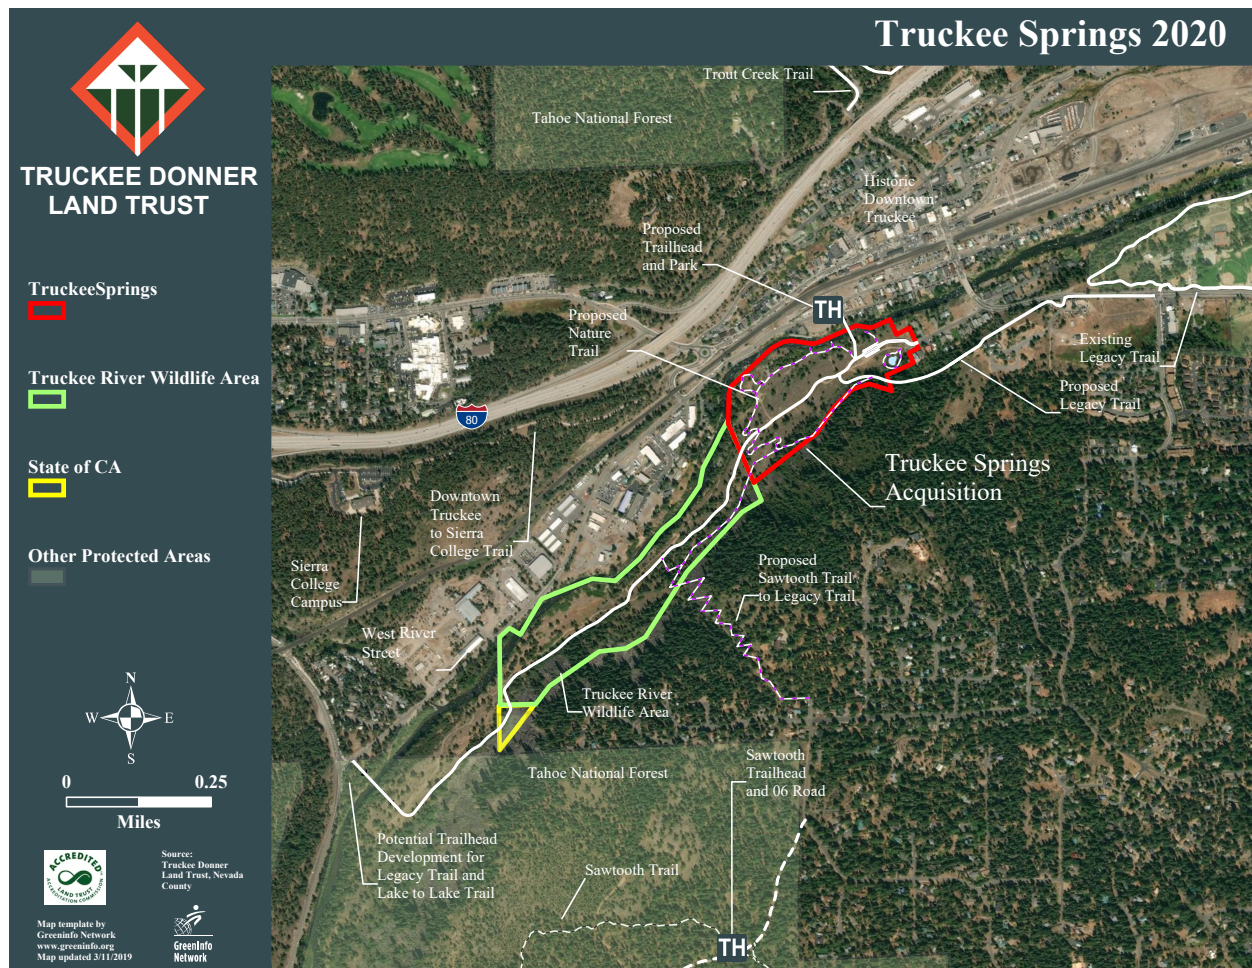 Truckee Springs 2020
TRUCKEE DONNER
LAND TRUST
TruckeeSprings
Truckee River Wildlife Area
State of CA
Other Protected Areas
N
W
E
S
0
0.25
Miles
ACCREDITED
LAND TRUST
ACCREDITATION COMMISSION
Source:
Truckee Donner
Land Trust, Nevada
County
Map template by
Greeninfo Network
www.greeninfo.org
Map updated 3/11/2019
GreenInfo
Network
Trout Creek Trail
Tahoe National Forest
Historic
Downtown
Truckee
Proposed
Trailhead
and Park
TH
Proposed
Nature
Trail
Existing
Legacy Trail
Proposed
Legacy Trail
80
Truckee Springs
Acquisition
Downtown
Truckee
to Sierra
College Trail
Sierra
College
Campus
Proposed
Sawtooth Trail
to Legacy Trail
West River
Street
Truckee River
Wildlife Area
Tahoe National Forest
Sawtooth
Trailhead
and 06 Road
Potential Trailhead
Development for
Legacy Trail and
Lake to Lake Trail
Sawtooth Trail
TH